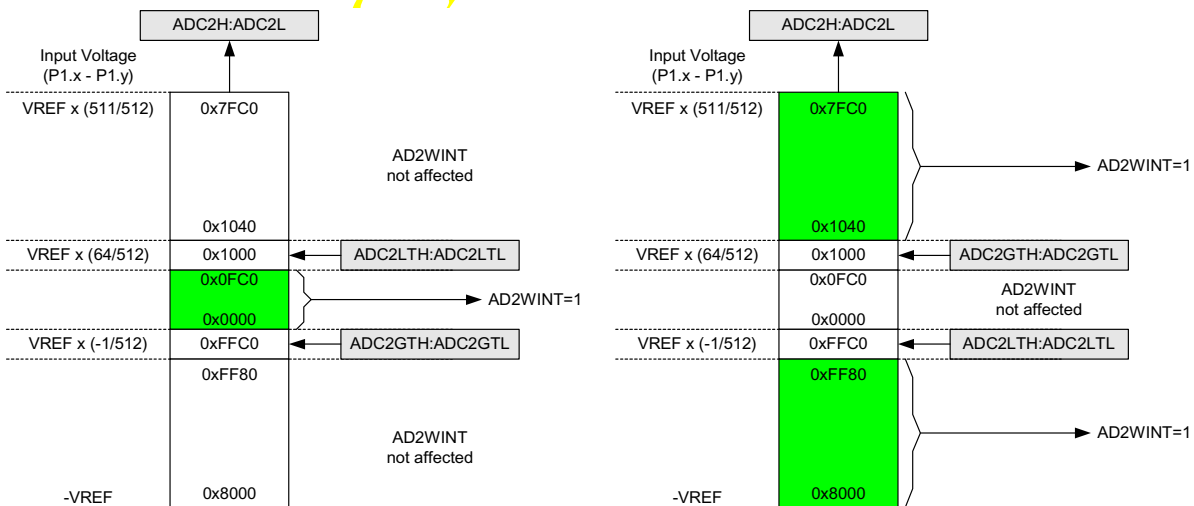 ADC2H:ADC2L
Input Voltage
(P1.x - P1.y)
VREF x (511/512)
0x7FC0
AD2WINT
not affected
0x1040
VREF x (64/512)
0x1000
ADC2LTH:ADC2LTL
0x0FC0
AD2WINT=1
0x0000
VREF x (-1/512)
0xFFC0
ADC2GTH:ADC2GTL
0xFF80
AD2WINT
not affected
-VREF
0x8000
ADC2H:ADC2L
Input Voltage
(P1.x - P1.y)
VREF x (511/512)
0x7FC0
AD2WINT=1
0x1040
VREF x (64/512)
0x1000
ADC2GTH:ADC2GTL
0x0FC0
AD2WINT
not affected
0x0000
VREF x (-1/512)
0xFFC0
ADC2LTH:ADC2LTL
0xFF80
AD2WINT=1
-VREF
0x8000